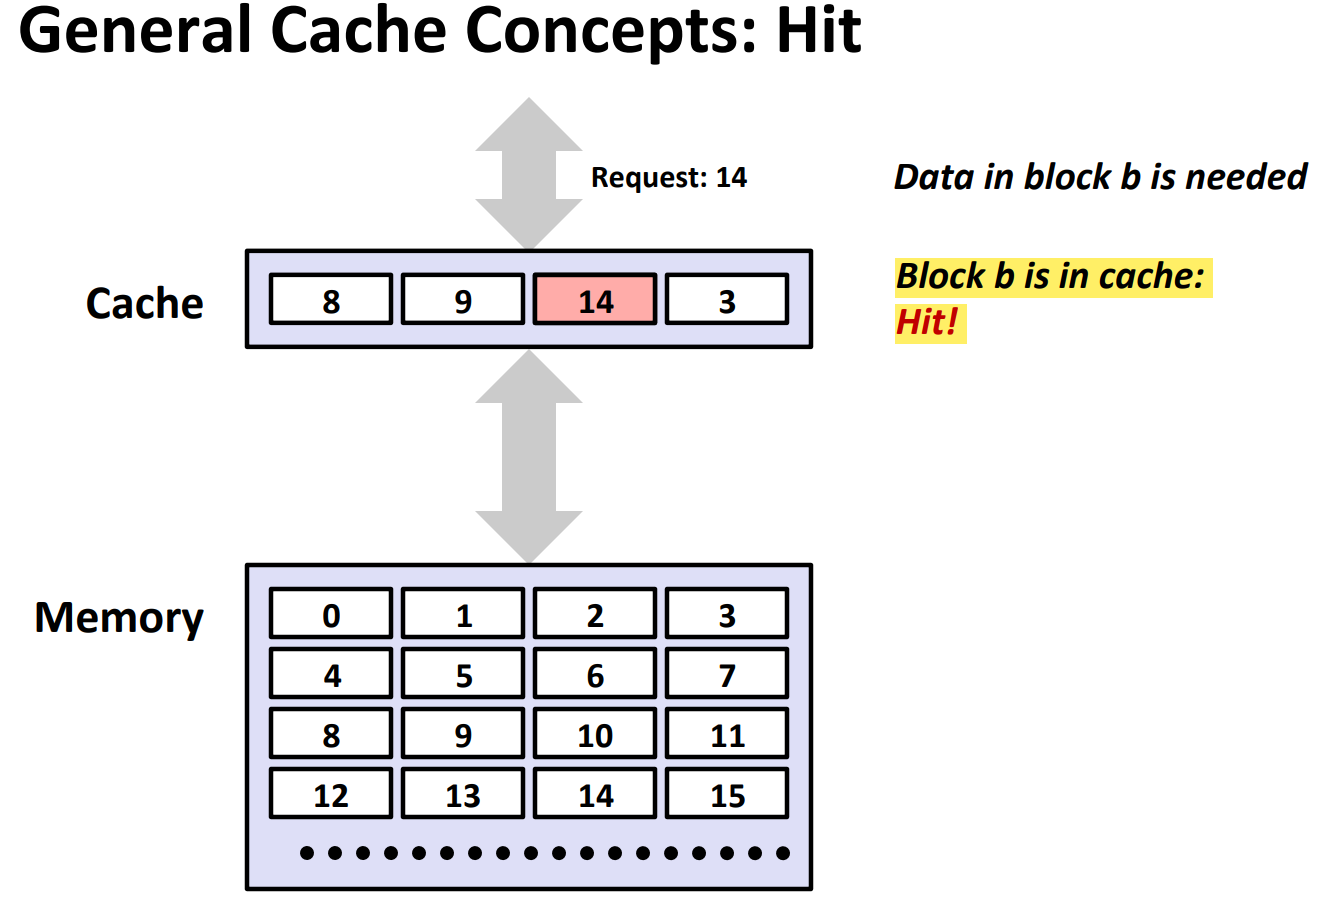 General Cache Concepts: Hit
Request: 14
Data in block b is needed
Cache
8 9 14 3
Block b is in cache:
Hit!
Memory
0 1 2 3
4 5 6 7
8 9 10 11
12 13 14 15